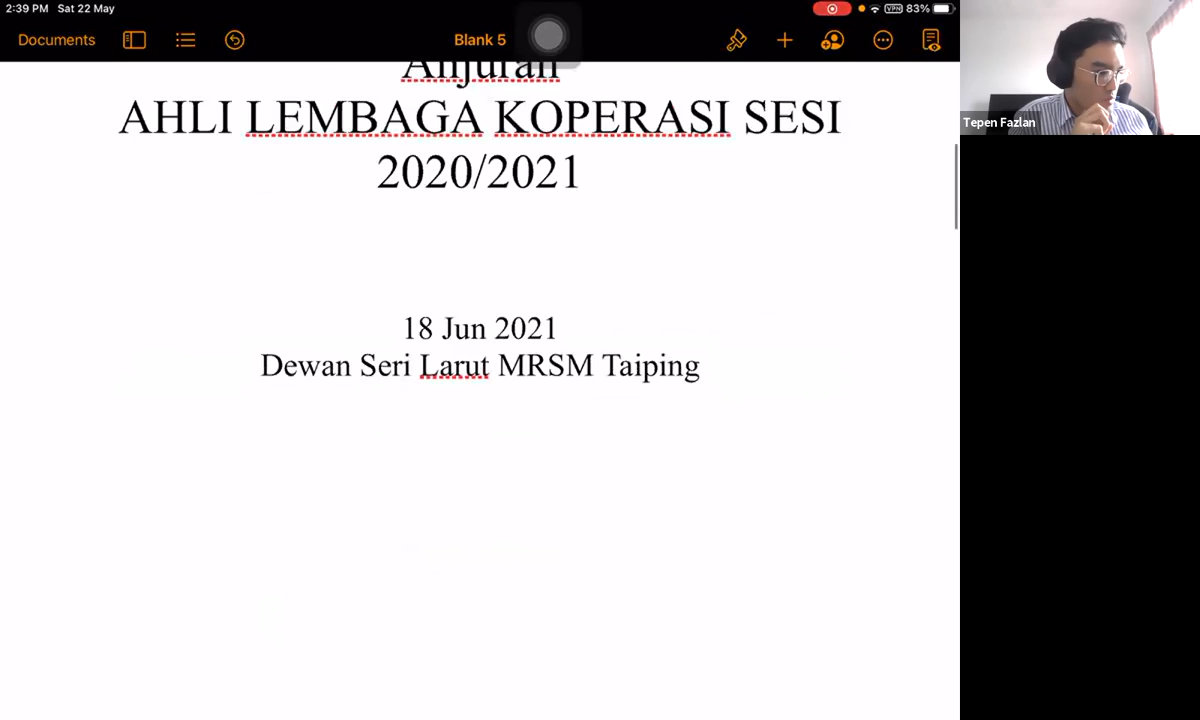 2:39 PM Sat 22 May
VPN 83%
Documents
Blank 5
Anjuran
AHLI LEMBAGA KOPERASI SESI
2020/2021
18 Jun 2021
Dewan Seri Larut MRSM Taiping
Tepen Fazlan